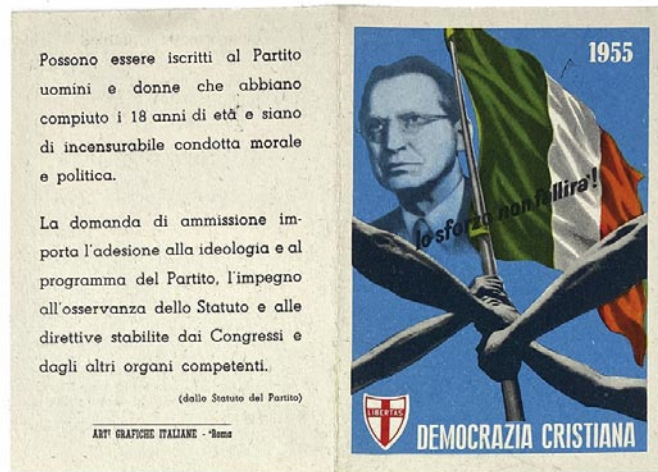 Possono essere iscritti al Partito
uomini e donne che abbiano
compiuto i 18 anni di età e siano
di incensurabile condotta morale
e politica.
La domanda di ammissione im-
porta l'adesione alla ideologia e al
programma del Partito, l'impegno
all'osservanza dello Statuto e alle
direttive stabilite dai Congressi e
dagli altri organi competenti.
(dallo Statuto del Partito)
ARTI GRAFICHE ITALIANE - Roma
1955
lo sforzo non fallirà!
LIBERTAS
DEMOCRAZIA CRISTIANA